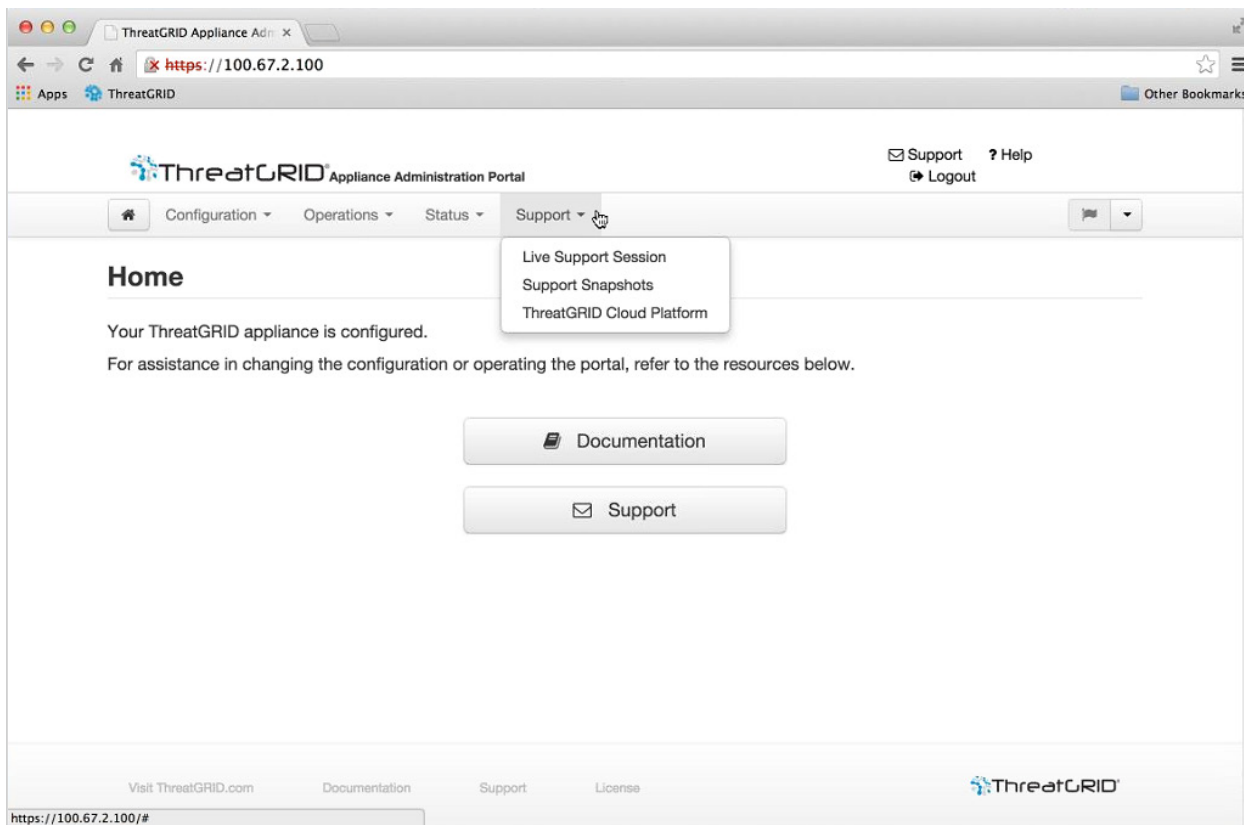 ThreatGRID Appliance Adn
https://100.67.2.100
Apps ThreatGRID Other Bookmarks
ThreatGRID® Appliance Administration Portal
Support ? Help
Logout
Configuration Operations Status Support
Live Support Session
Support Snapshots
ThreatGRID Cloud Platform
Home
Your ThreatGRID appliance is configured.
For assistance in changing the configuration or operating the portal, refer to the resources below.
Documentation
Support
Visit ThreatGRID.com Documentation Support License ThreatGRID
https://100.67.2.100/#